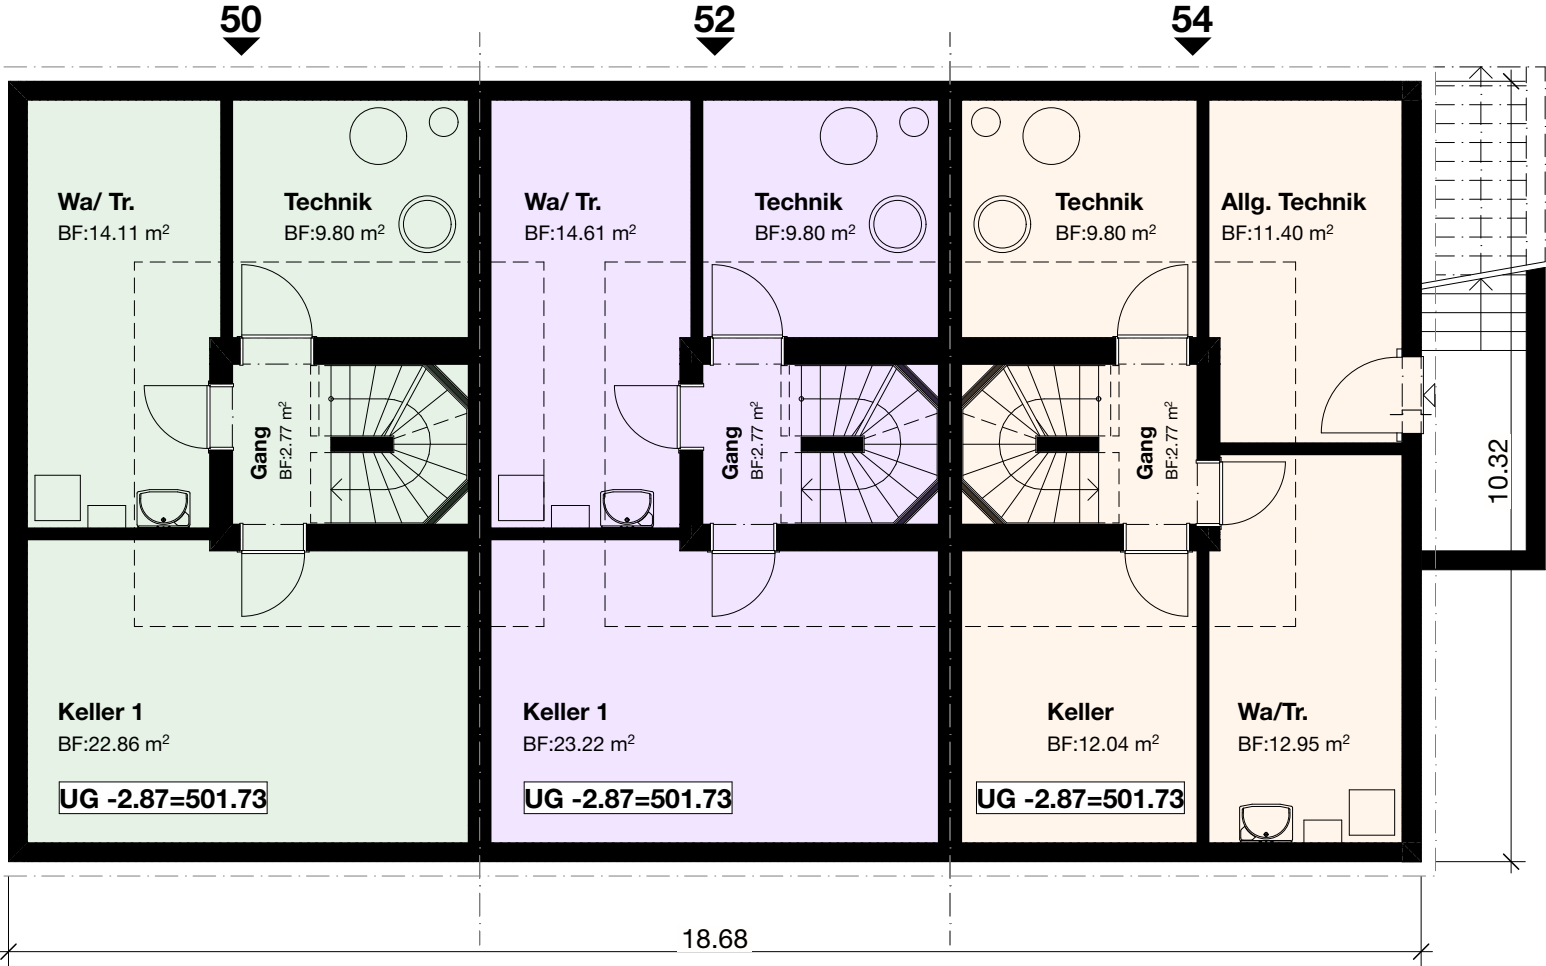 50
52
54
Wa/ Tr.
BF:14.11 m²
Technik
BF:9.80 m²
Wa/ Tr.
BF:14.61 m²
Technik
BF:9.80 m²
Technik
BF:9.80 m²
Allg. Technik
BF:11.40 m²
Gang
BF:2.77 m²
Gang
BF:2.77 m²
Gang
BF:2.77 m²
10.32
Keller 1
BF:22.86 m²
UG -2.87=501.73
Keller 1
BF:23.22 m²
UG -2.87=501.73
Keller
BF:12.04 m²
UG -2.87=501.73
Wa/Tr.
BF:12.95 m²
18.68